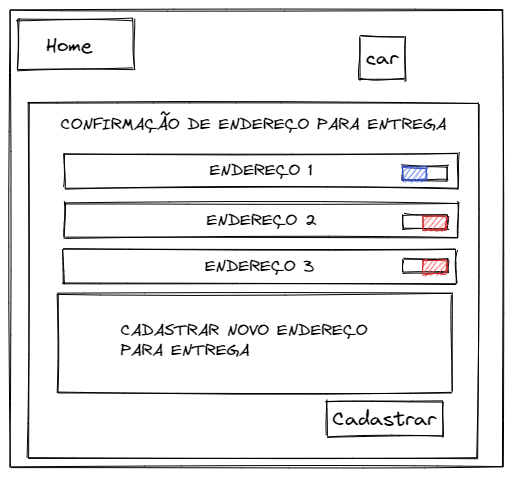 Home
car
CONFIRMAÇÃO DE ENDEREÇO PARA ENTREGA
ENDEREÇO 1
ENDEREÇO 2
ENDEREÇO 3
CADASTRAR NOVO ENDEREÇO
PARA ENTREGA
Cadastrar